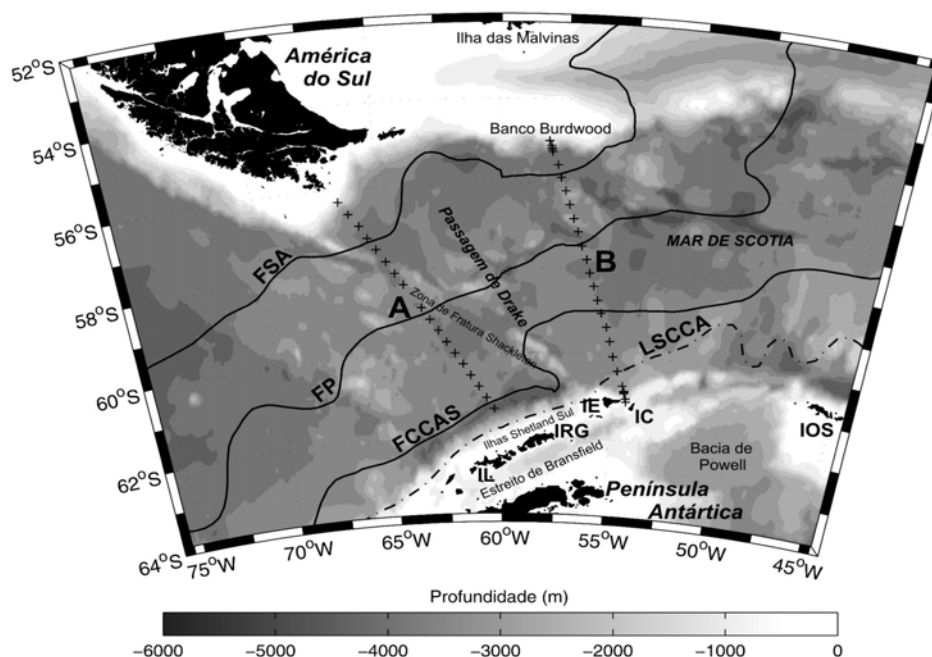 Ilha das Malvinas
América
do Sul
52°S
54°S
56°S
58°S
60°S
62°S
64°S
Banco Burdwood
Passagem de Drake
MAR DE SCOTIA
FSA
A
B
Zona de Fratura Shackleton
FP
LSCCA
FCCAS
IE
IC
IOS
Ilhas Shetland Sul
IRG
IL
Estreito de Bransfield
Bacia de
Powell
Península
Antártica
75°W
70°W
65°W
60°W
55°W
50°W
45°W
Profundidade (m)
−6000 −5000 −4000 −3000 −2000 −1000 0